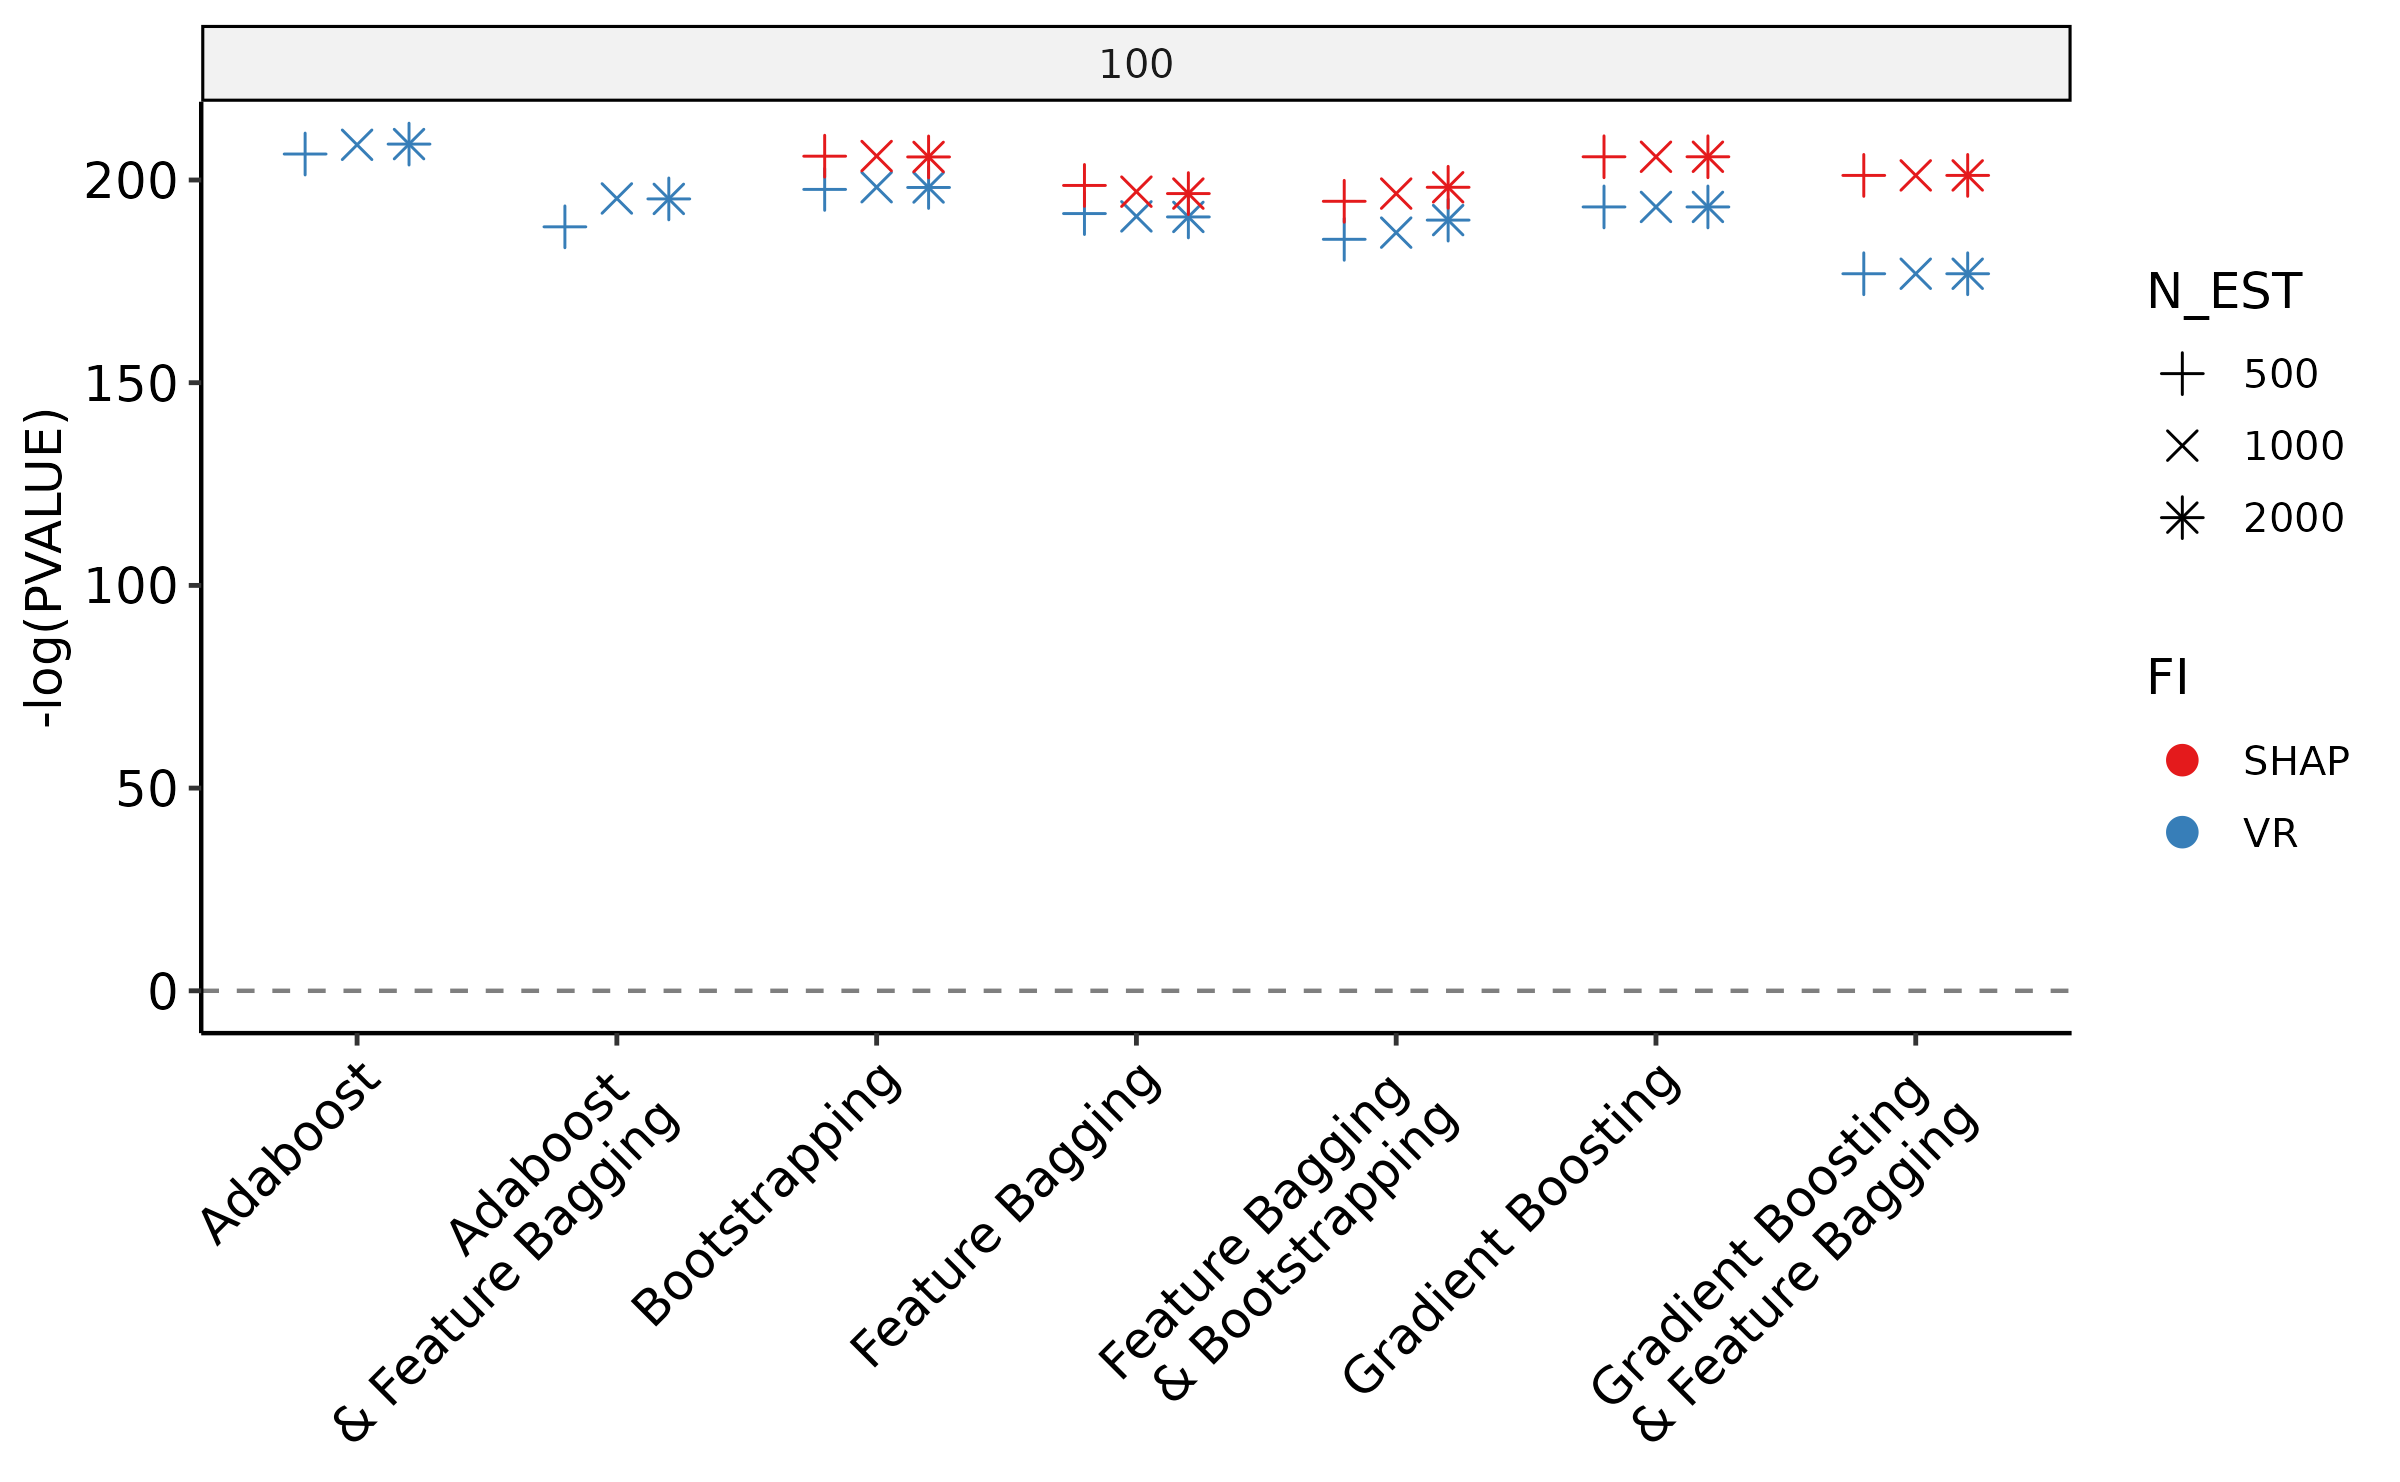 100
-log(PVALUE)
200
150
100
50
0
Adaboost
Adaboost
& Feature Bagging
Bootstrapping
Feature Bagging
Feature Bagging
& Bootstrapping
Gradient Boosting
Gradient Boosting
& Feature Bagging
N_EST
500
1000
2000
FI
SHAP
VR